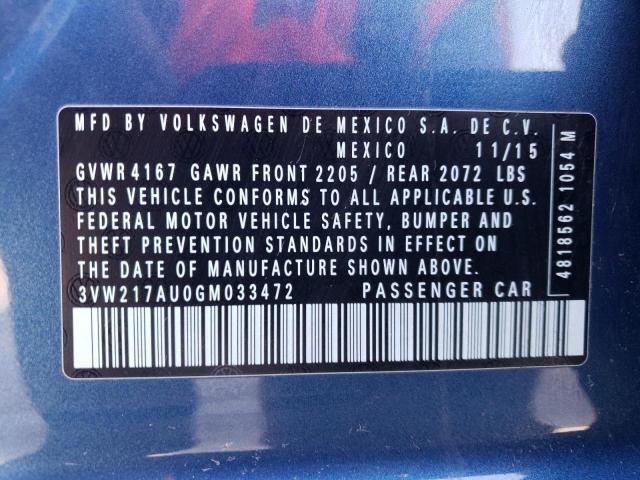 MFD BY VOLKSWAGEN DE MEXICO S.A. DE C.V.
MEXICO 11/15
GVWR 4167 GAWR FRONT 2205 / REAR 2072 LBS
THIS VEHICLE CONFORMS TO ALL APPLICABLE U.S.
FEDERAL MOTOR VEHICLE SAFETY, BUMPER AND
THEFT PREVENTION STANDARDS IN EFFECT ON
THE DATE OF MANUFACTURE SHOWN ABOVE.
3VW217AU0GM033472 PASSENGER CAR
4818562 1054 M